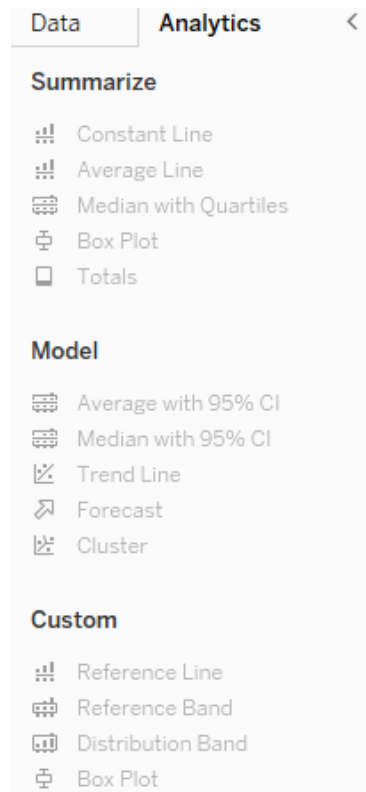 Data Analytics
Summarize
Constant Line
Average Line
Median with Quartiles
Box Plot
Totals
Model
Average with 95% CI
Median with 95% CI
Trend Line
Forecast
Cluster
Custom
Reference Line
Reference Band
Distribution Band
Box Plot